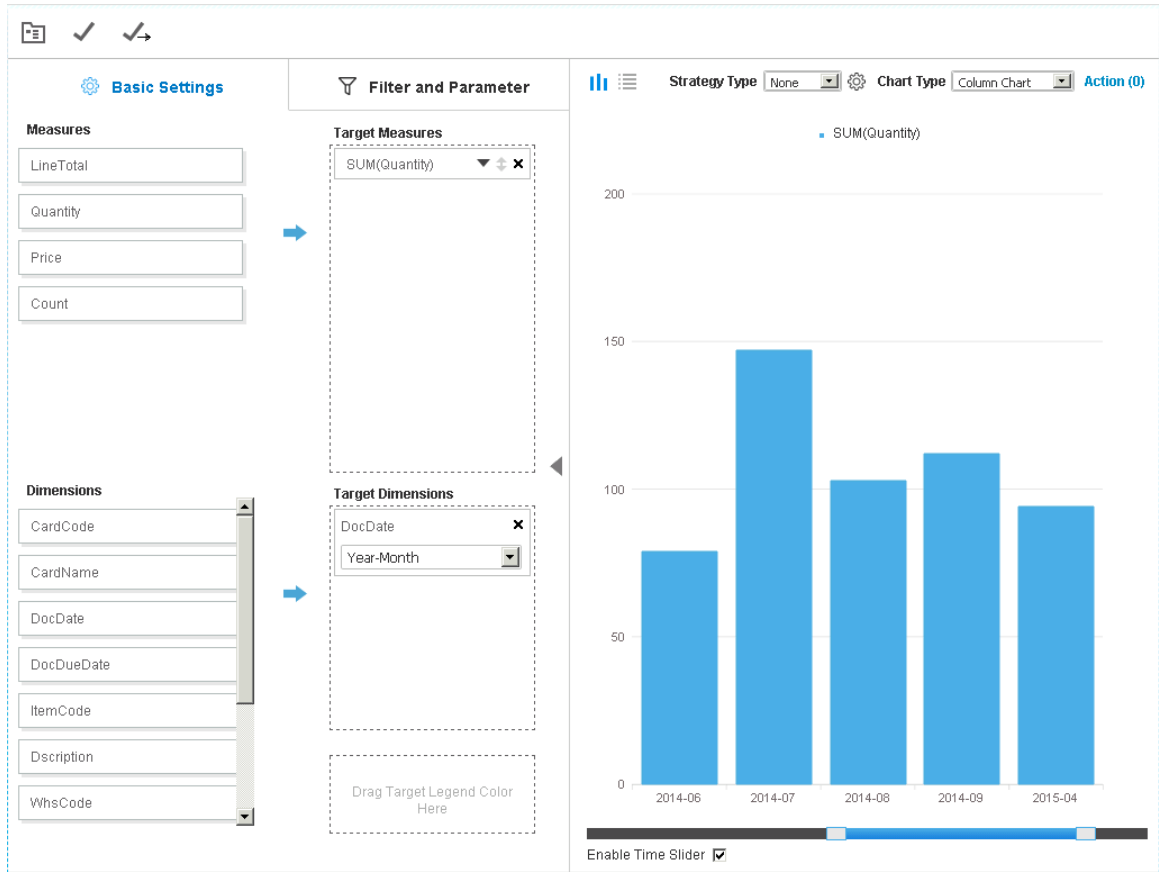 Basic Settings
Filter and Parameter
Measures
LineTotal
Quantity
Price
Count
Dimensions
CardCode
CardName
DocDate
DocDueDate
ItemCode
Dscription
WhsCode
Target Measures
SUM(Quantity)
Target Dimensions
DocDate
Year-Month
Drag Target Legend Color
Here
Strategy Type None Chart Type Column Chart Action (0)
SUM(Quantity)
200
150
100
50
0
2014-06 2014-07 2014-08 2014-09 2015-04
Enable Time Slider